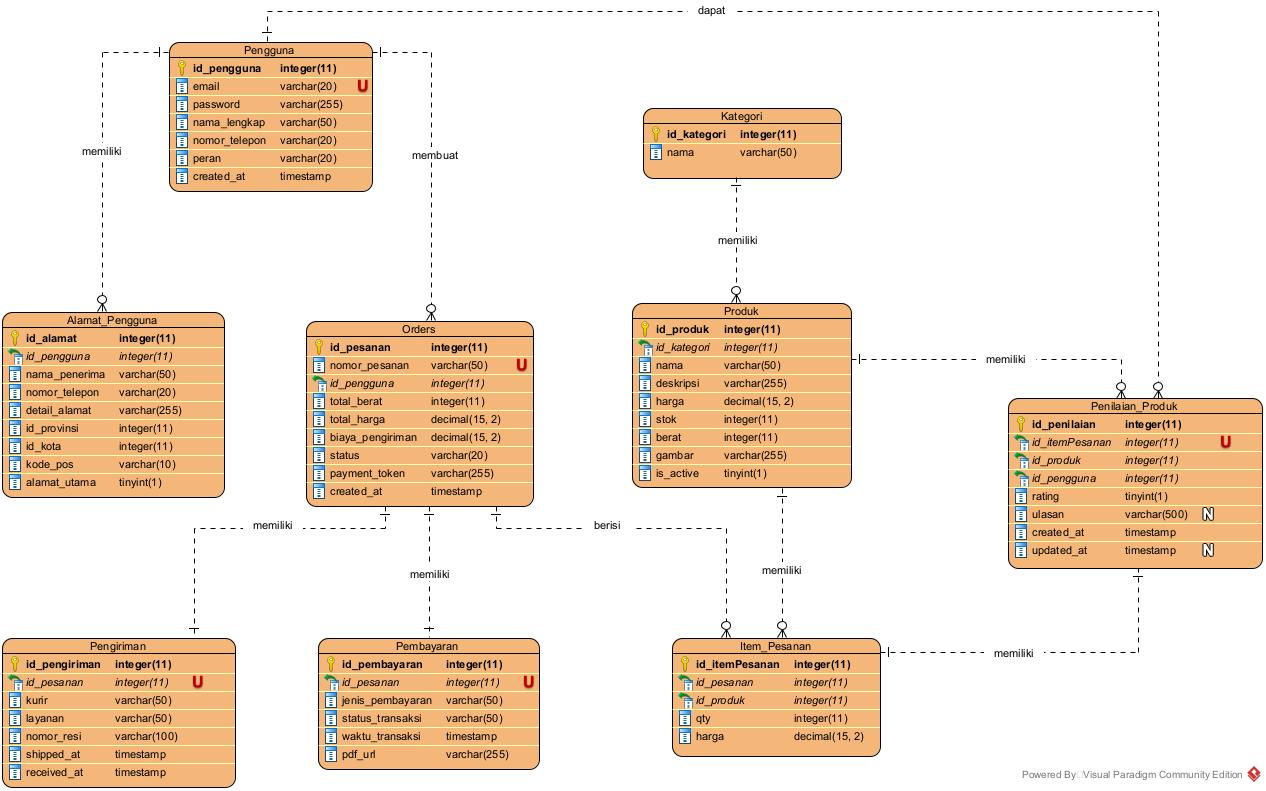 dapat
Pengguna
id_pengguna integer(11)
email varchar(20) U
password varchar(255)
nama_lengkap varchar(50)
nomor_telepon varchar(20)
peran varchar(20)
created_at timestamp
memiliki
membuat
Kategori
id_kategori integer(11)
nama varchar(50)
memiliki
Alamat_Pengguna
id_alamat integer(11)
id_pengguna integer(11)
nama_penerima varchar(50)
nomor_telepon varchar(20)
detail_alamat varchar(255)
id_provinsi integer(11)
id_kota integer(11)
kode_pos varchar(10)
alamat_utama tinyint(1)
Orders
id_pesanan integer(11)
nomor_pesanan varchar(50) U
id_pengguna integer(11)
total_berat integer(11)
total_harga decimal(15, 2)
biaya_pengiriman decimal(15, 2)
status varchar(20)
payment_token varchar(255)
created_at timestamp
Produk
id_produk integer(11)
id_kategori integer(11)
nama varchar(50)
deskripsi varchar(255)
harga decimal(15, 2)
stok integer(11)
berat integer(11)
gambar varchar(255)
is_active tinyint(1)
memiliki
Penilaian_Produk
id_penilaian integer(11)
id_itemPesanan integer(11) U
id_produk integer(11)
id_pengguna integer(11)
rating tinyint(1)
ulasan varchar(500) N
created_at timestamp
updated_at timestamp N
memiliki
memiliki
berisi
memiliki
memiliki
Pengiriman
id_pengiriman integer(11)
id_pesanan integer(11) U
kurir varchar(50)
layanan varchar(50)
nomor_resi varchar(100)
shipped_at timestamp
received_at timestamp
Pembayaran
id_pembayaran integer(11)
id_pesanan integer(11) U
jenis_pembayaran varchar(50)
status_transaksi varchar(50)
waktu_transaksi timestamp
pdf_url varchar(255)
Item_Pesanan
id_itemPesanan integer(11)
id_pesanan integer(11)
id_produk integer(11)
qty integer(11)
harga decimal(15, 2)
Powered By Visual Paradigm Community Edition